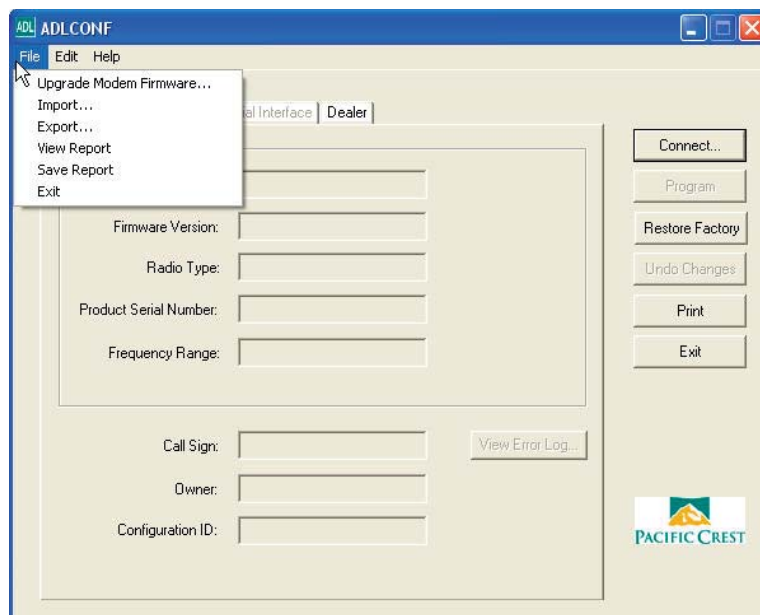 ADL ADLCONF
File Edit Help
Upgrade Modem Firmware...
Import...
Export...
View Report
Save Report
Exit
Interface
Dealer
Connect...
Program
Restore Factory
Undo Changes
Print
Exit
Firmware Version:
Radio Type:
Product Serial Number:
Frequency Range:
Call Sign:
View Error Log...
Owner:
Configuration ID:
PACIFIC CREST